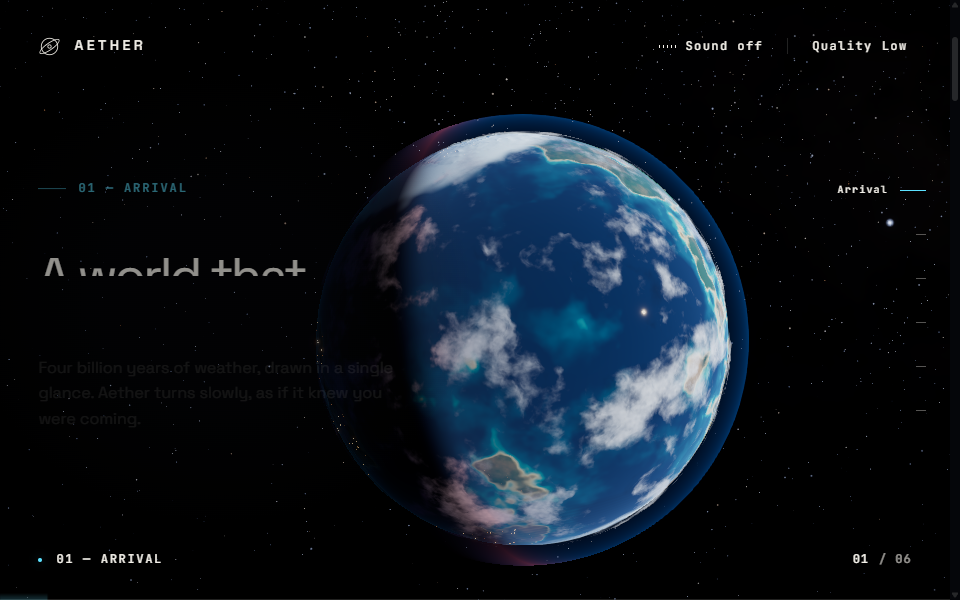 AETHER
Sound off
Quality Low
01 — ARRIVAL
Arrival
A world that
Four billion years of weather, drawn in a single
glance. Aether turns slowly, as if it knew you
were coming.
01 — ARRIVAL
01 / 06